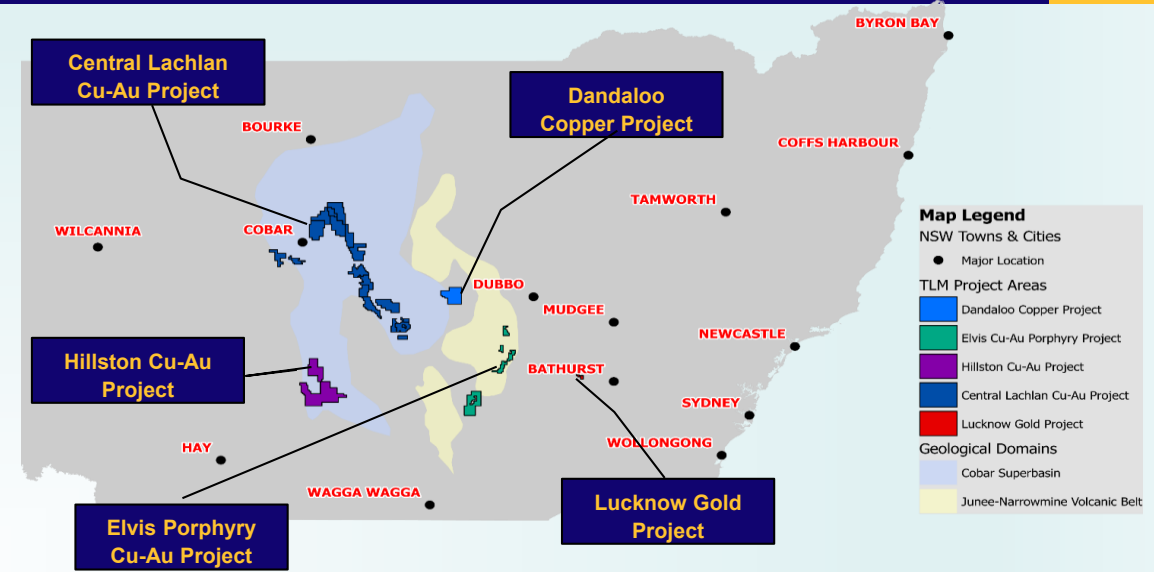 BYRON BAY
Central Lachlan
Cu-Au Project
Dandaloo
Copper Project
BOURKE
COFFS HARBOUR
TAMWORTH
WILCANNIA
COBAR
DUBBO
MUDGEE
NEWCASTLE
Hillston Cu-Au
Project
BATHURST
SYDNEY
WOLLONGONG
HAY
WAGGA WAGGA
Elvis Porphyry
Cu-Au Project
Lucknow Gold
Project
Map Legend
NSW Towns & Cities
Major Location
TLM Project Areas
Dandaloo Copper Project
Elvis Cu-Au Porphyry Project
Hillston Cu-Au Project
Central Lachlan Cu-Au Project
Lucknow Gold Project
Geological Domains
Cobar Superbasin
Junee-Narrowmine Volcanic Belt